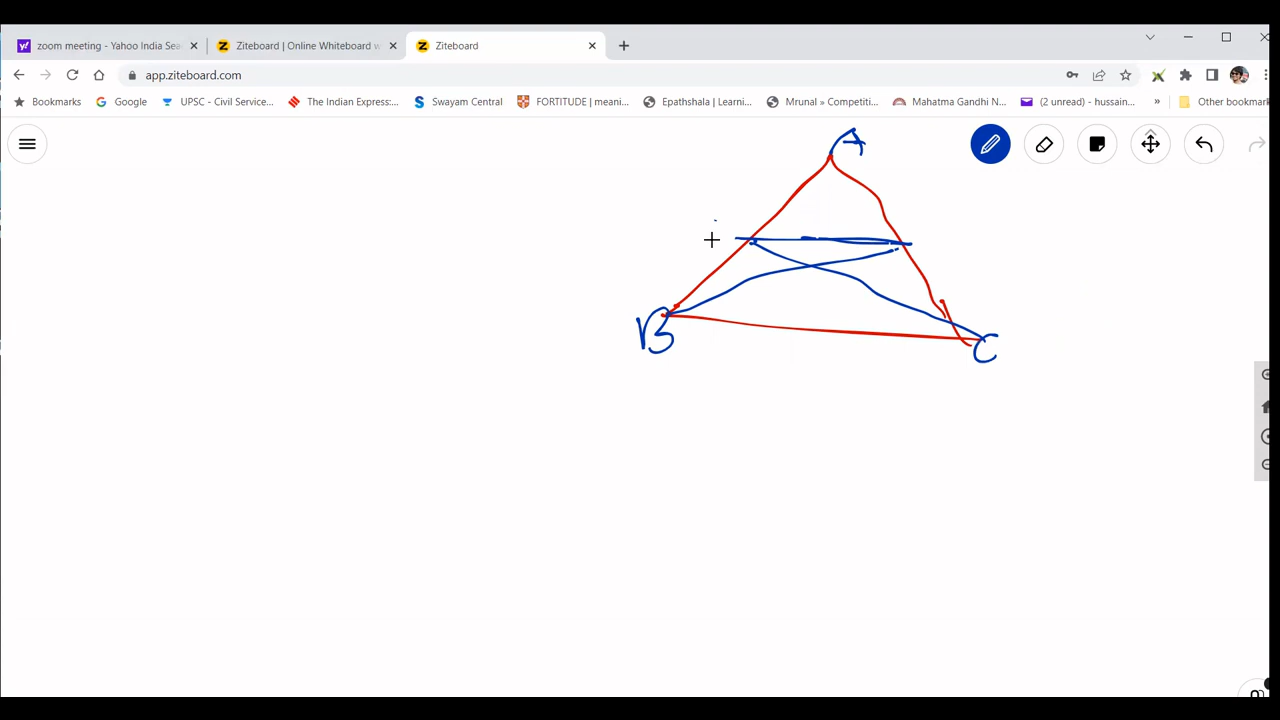 zoom meeting - Yahoo India Sea
Ziteboard | Online Whiteboard w
Ziteboard
app.ziteboard.com
Bookmarks
Google
UPSC - Civil Service...
The Indian Express:...
Swayam Central
FORTITUDE | meani...
Epathshala | Learni...
Mrunal » Competiti...
Mahatma Gandhi N...
(2 unread) - hussain...
»
Other bookmark
A
B
C